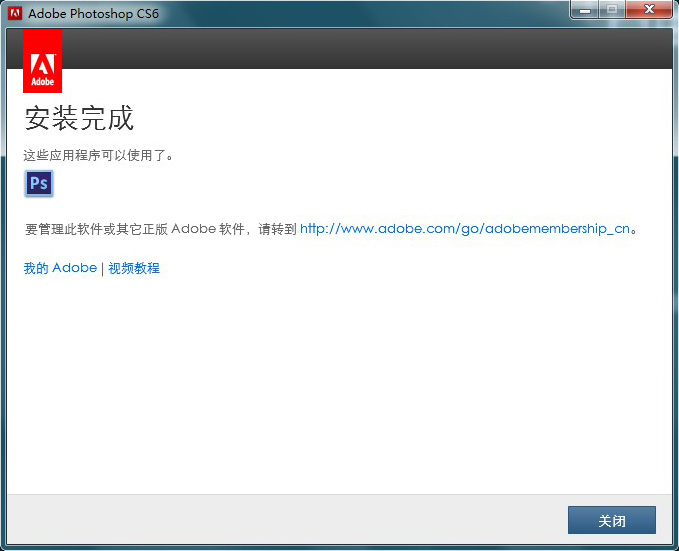 Adobe Photoshop CS6
Adobe
安装完成
这些应用程序可以使用了。
Ps
要管理此软件或其它正版 Adobe 软件，请转到 http://www.adobe.com/go/adobemembership_cn。
我的 Adobe | 视频教程
关闭